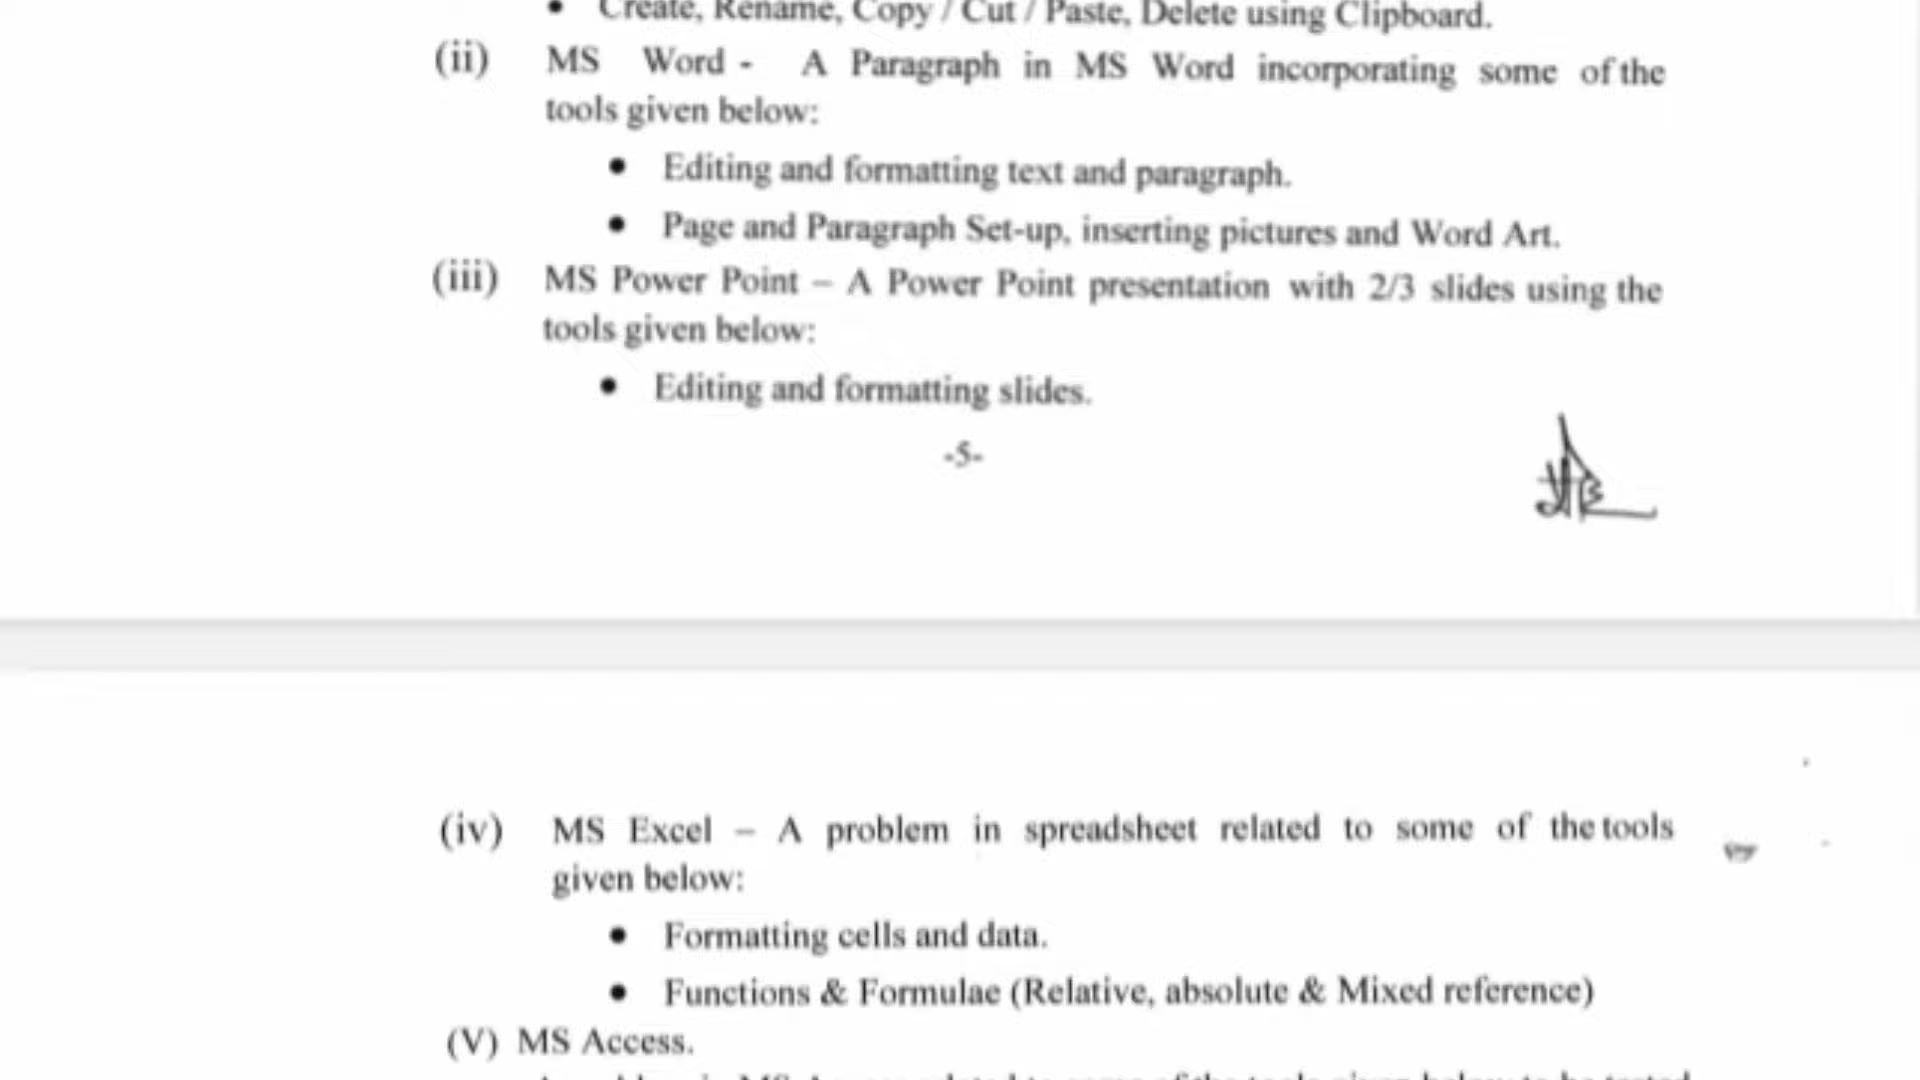 • Create, Rename, Copy / Cut / Paste, Delete using Clipboard.
(ii) MS Word - A Paragraph in MS Word incorporating some of the
tools given below:
• Editing and formatting text and paragraph.
• Page and Paragraph Set-up, inserting pictures and Word Art.
(iii) MS Power Point – A Power Point presentation with 2/3 slides using the
tools given below:
• Editing and formatting slides.
-5-
(iv) MS Excel – A problem in spreadsheet related to some of the tools
given below:
• Formatting cells and data.
• Functions & Formulae (Relative, absolute & Mixed reference)
(V) MS Access.